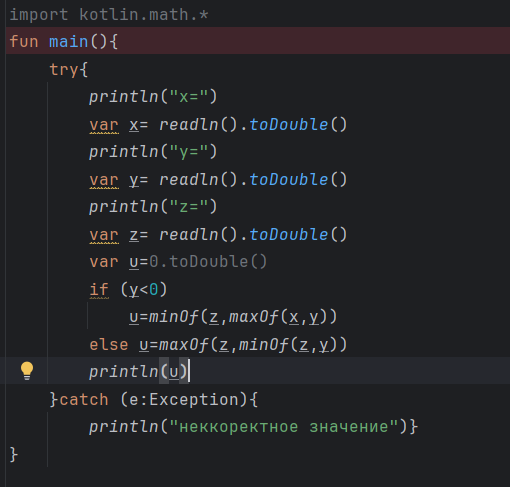 import kotlin.math.*
fun main(){
    try{
        println("x=")
        var x= readln().toDouble()
        println("y=")
        var y= readln().toDouble()
        println("z=")
        var z= readln().toDouble()
        var u=0.toDouble()
        if (y<0)
            u=minOf(z,maxOf(x,y))
        else u=maxOf(z,minOf(z,y))
        println(u)
    }catch (e:Exception){
        println("неккоректное значение")}
}